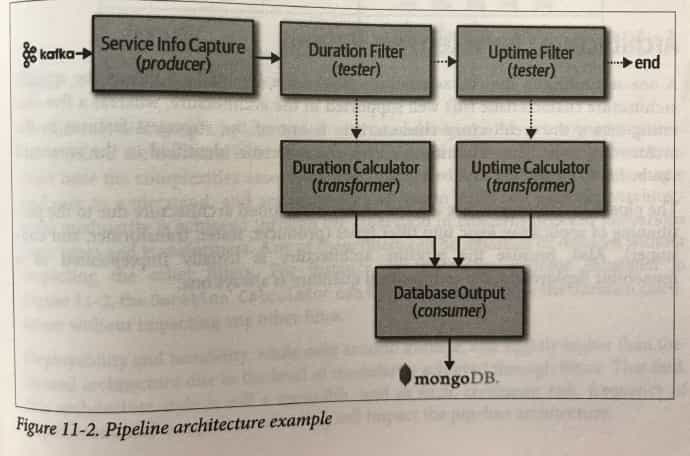 kafka
Service Info Capture
(producer)
Duration Filter
(tester)
Uptime Filter
(tester)
end
Duration Calculator
(transformer)
Uptime Calculator
(transformer)
Database Output
(consumer)
mongoDB.
Figure 11-2. Pipeline architecture example